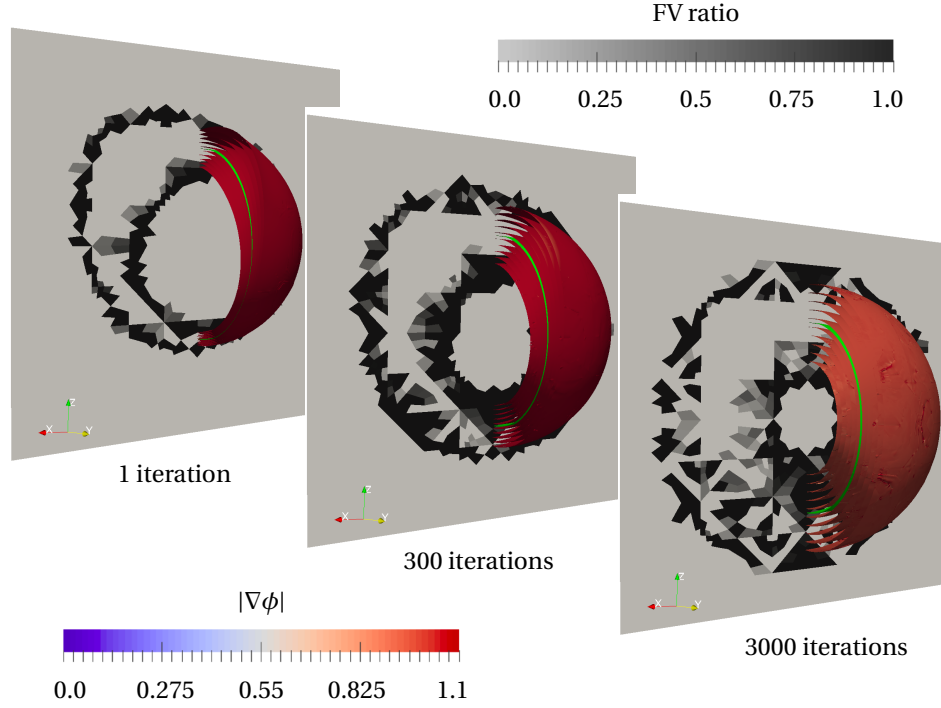 FV ratio
0.0 0.25 0.5 0.75 1.0
Z
X Y
1 iteration
Z
X Y
300 iterations
Z
X Y
3000 iterations
|∇ϕ|
0.0 0.275 0.55 0.825 1.1